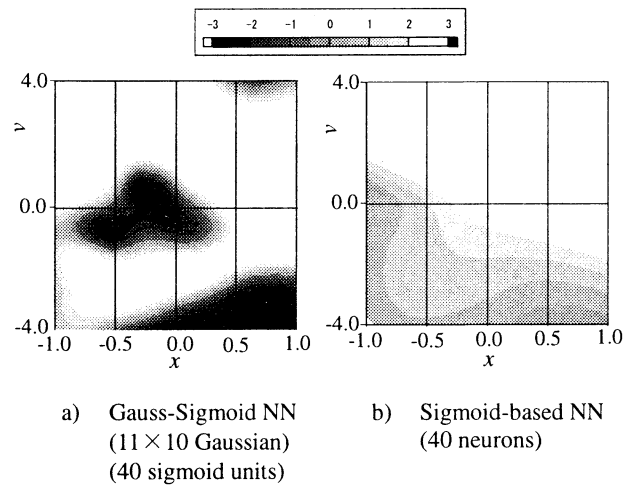 -3 -2 -1 0 1 2 3
4.0 4.0
v v
0.0 0.0
-4.0 -4.0
-1.0 -0.5 0.0 0.5 1.0 -1.0 -0.5 0.0 0.5 1.0
x x
a) Gauss-Sigmoid NN
(11 × 10 Gaussian)
(40 sigmoid units)
b) Sigmoid-based NN
(40 neurons)